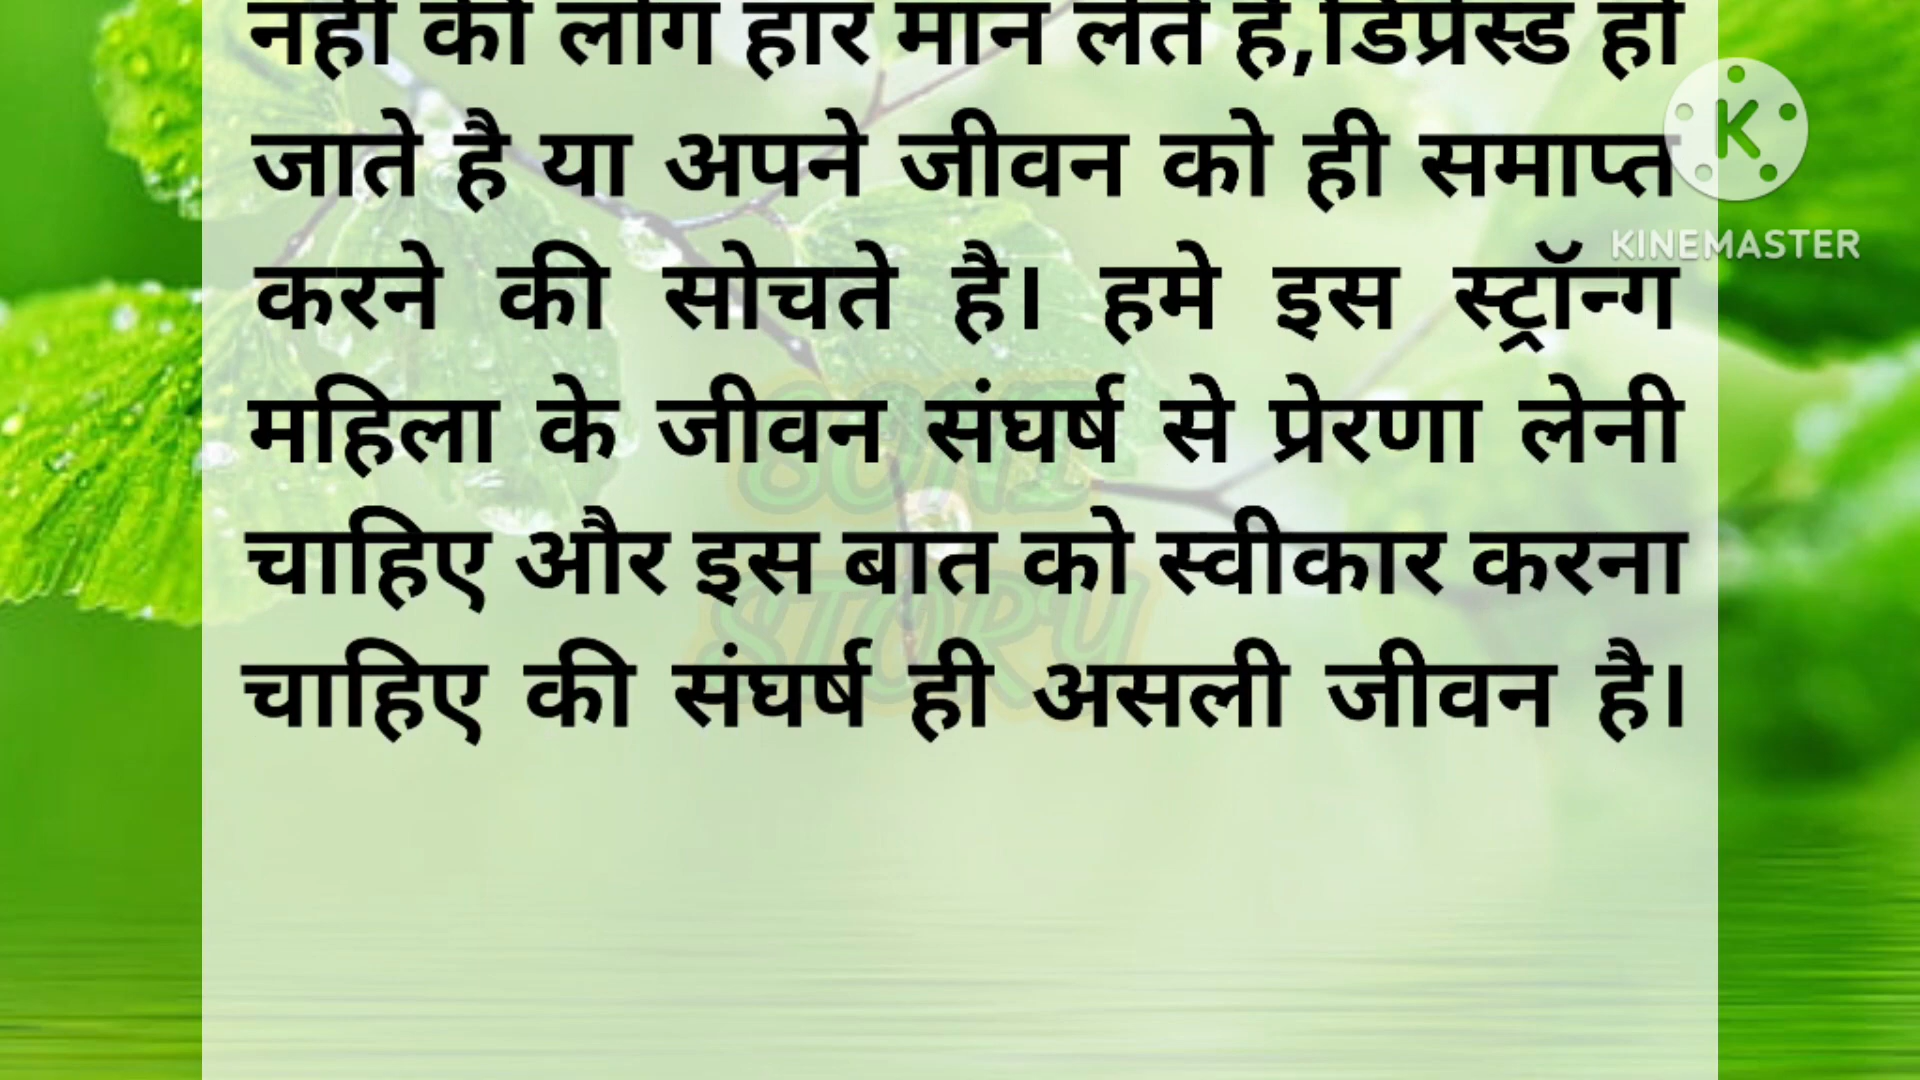 नही की लोग हार मान लेते है,डिप्रेस्ड हो
जाते है या अपने जीवन को ही समाप्त
करने की सोचते है। हमे इस स्ट्रॉन्ग
महिला के जीवन संघर्ष से प्रेरणा लेनी
चाहिए और इस बात को स्वीकार करना
चाहिए की संघर्ष ही असली जीवन है।
K
KINEMASTER
STORY